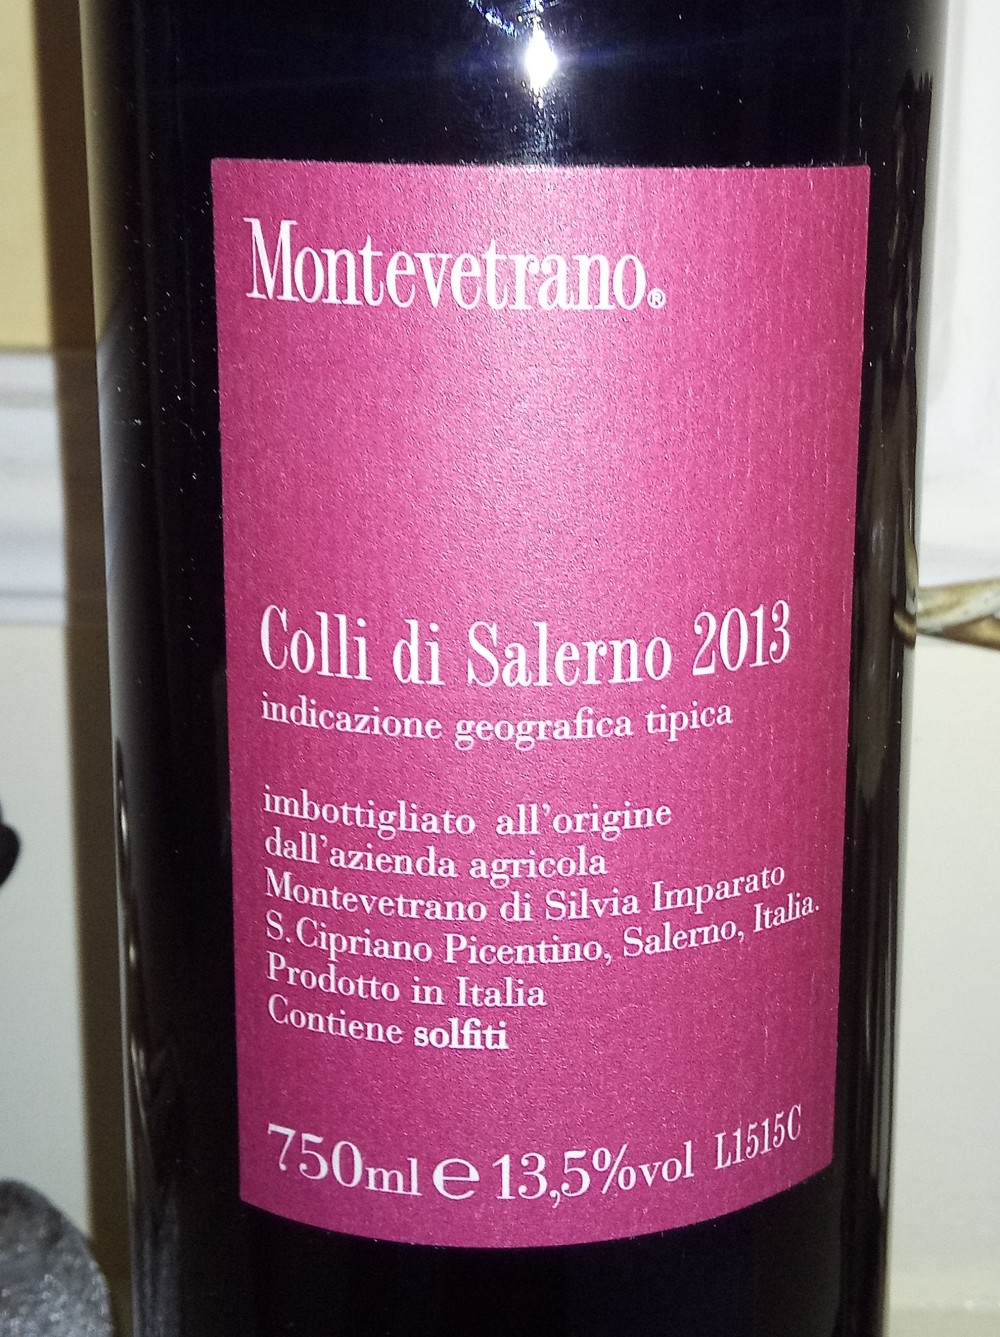 Montevetrano®
Colli di Salerno 2013
indicazione geografica tipica
imbottigliato all'origine
dall'azienda agricola
Montevetrano di Silvia Imparato
S. Cipriano Picentino, Salerno, Italia.
Prodotto in Italia
Contiene solfiti
750ml e 13,5%vol L1515C